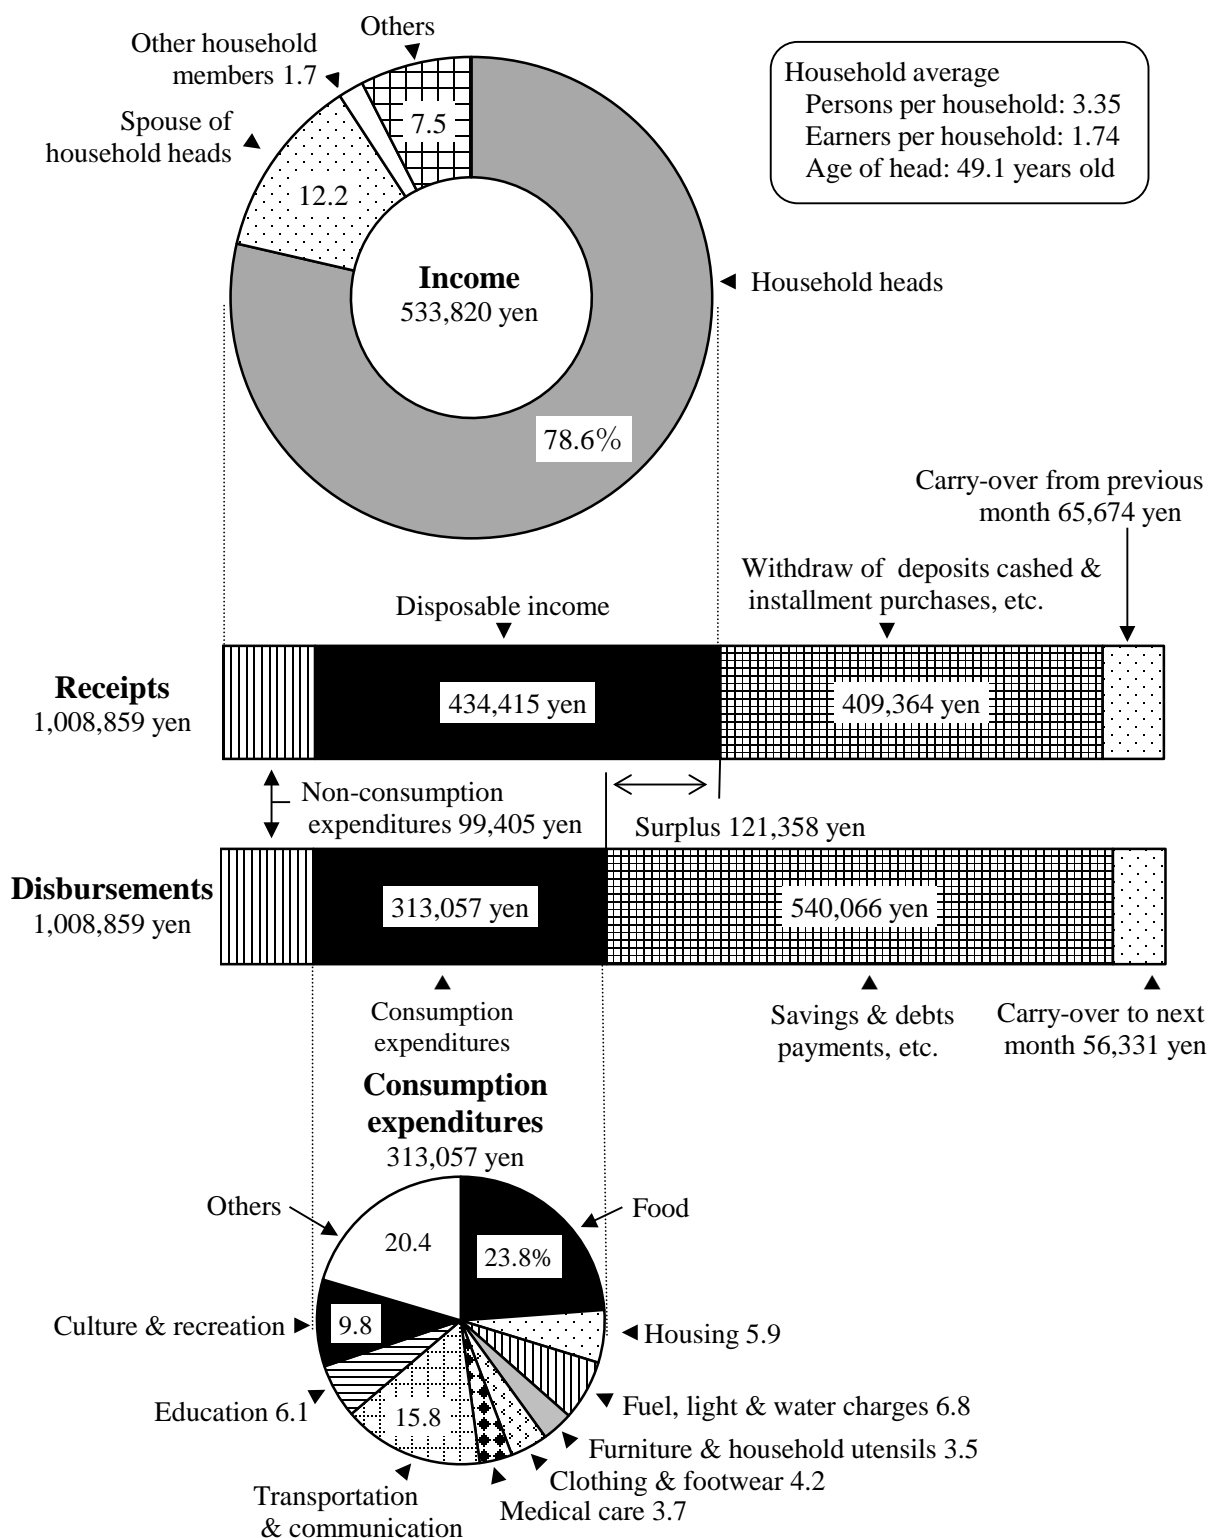 Others
Other household
members 1.7
Spouse of
household heads
7.5
12.2
Household average
Persons per household: 3.35
Earners per household: 1.74
Age of head: 49.1 years old
Income
533,820 yen
Household heads
78.6%
Carry-over from previous
month 65,674 yen
Withdraw of deposits cashed &
installment purchases, etc.
Disposable income
Receipts
1,008,859 yen
434,415 yen
409,364 yen
Non-consumption
expenditures 99,405 yen
Surplus 121,358 yen
Disbursements
1,008,859 yen
313,057 yen
540,066 yen
Consumption
expenditures
Savings & debts
payments, etc.
Carry-over to next
month 56,331 yen
Consumption
expenditures
313,057 yen
Others
Food
20.4
23.8%
Culture & recreation
9.8
Housing 5.9
Education 6.1
15.8
Fuel, light & water charges 6.8
Furniture & household utensils 3.5
Clothing & footwear 4.2
Medical care 3.7
Transportation
& communication